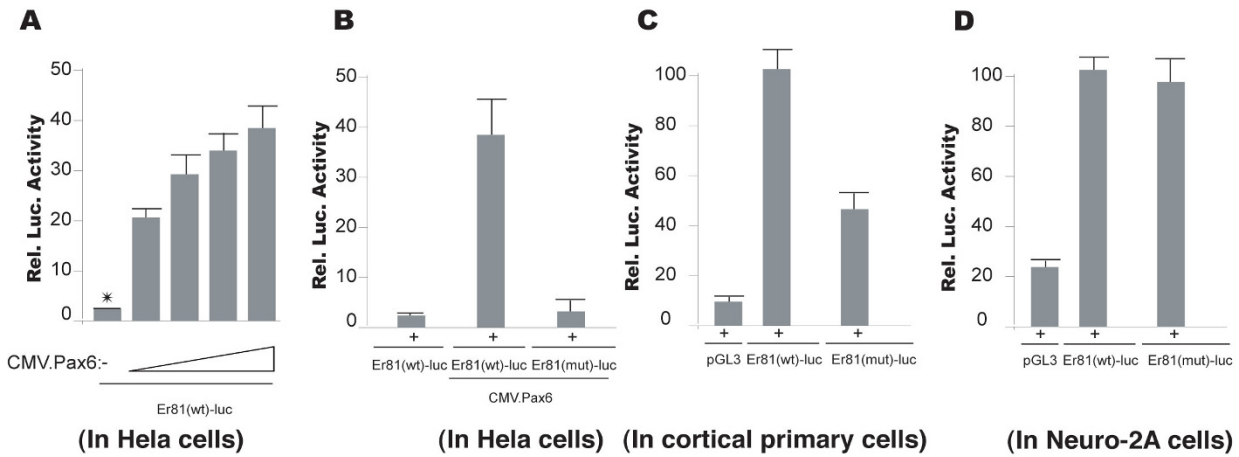 A
B
C
D
Rel. Luc. Activity
50
40
30
20
10
0
*
CMV.Pax6:-
Er81(wt)-luc
(In Hela cells)
Rel. Luc. Activity
50
40
30
20
10
0
+ + +
Er81(wt)-luc Er81(wt)-luc Er81(mut)-luc
CMV.Pax6
(In Hela cells)
Rel. Luc. Activity
100
80
60
40
20
0
+ + +
pGL3 Er81(wt)-luc Er81(mut)-luc
(In cortical primary cells)
Rel. Luc. Activity
100
80
60
40
20
0
+ + +
pGL3 Er81(wt)-luc Er81(mut)-luc
(In Neuro-2A cells)